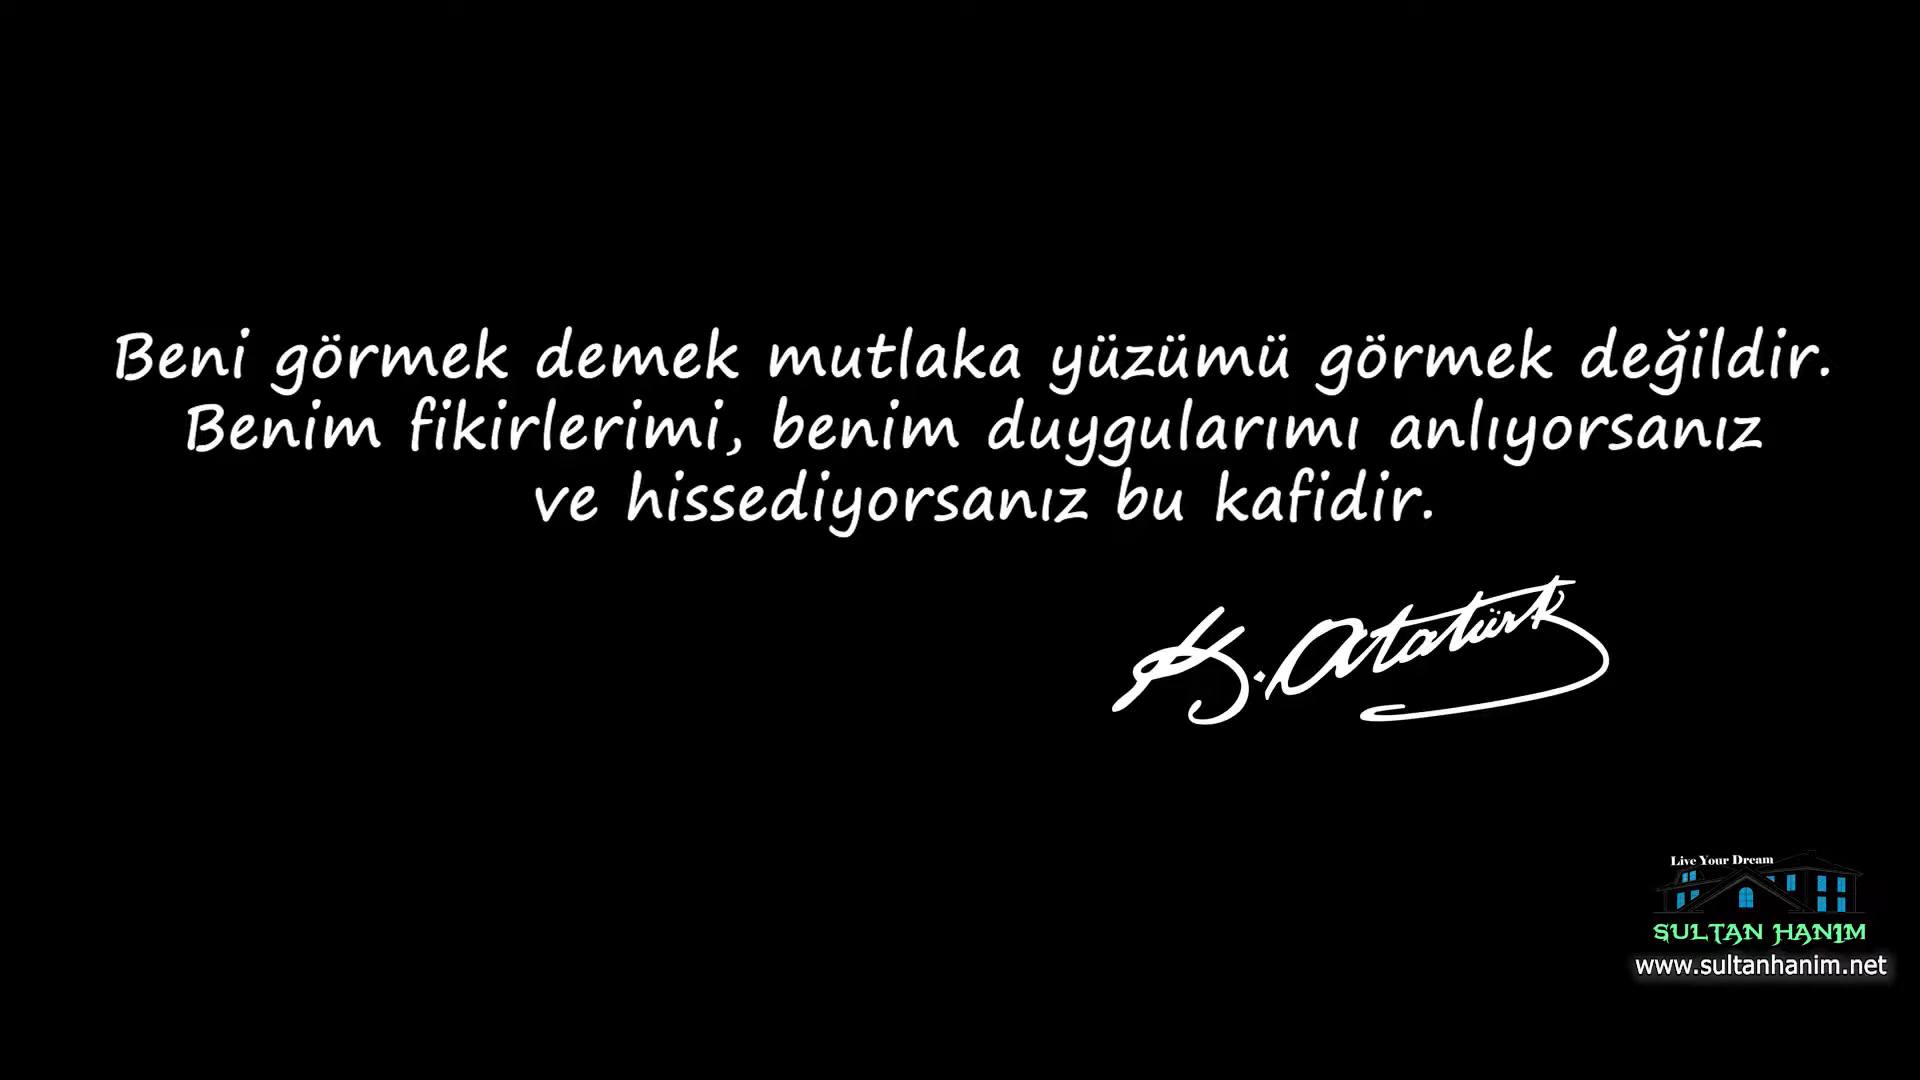 Beni görmek demek mutlaka yüzümü görmek değildir.
Benim fikirlerimi, benim duygularımı anlıyorsanız
ve hissediyorsanız bu kafidir.
K. Atatürk
Live Your Dream
SULTAN HANIM
www.sultanhanim.net